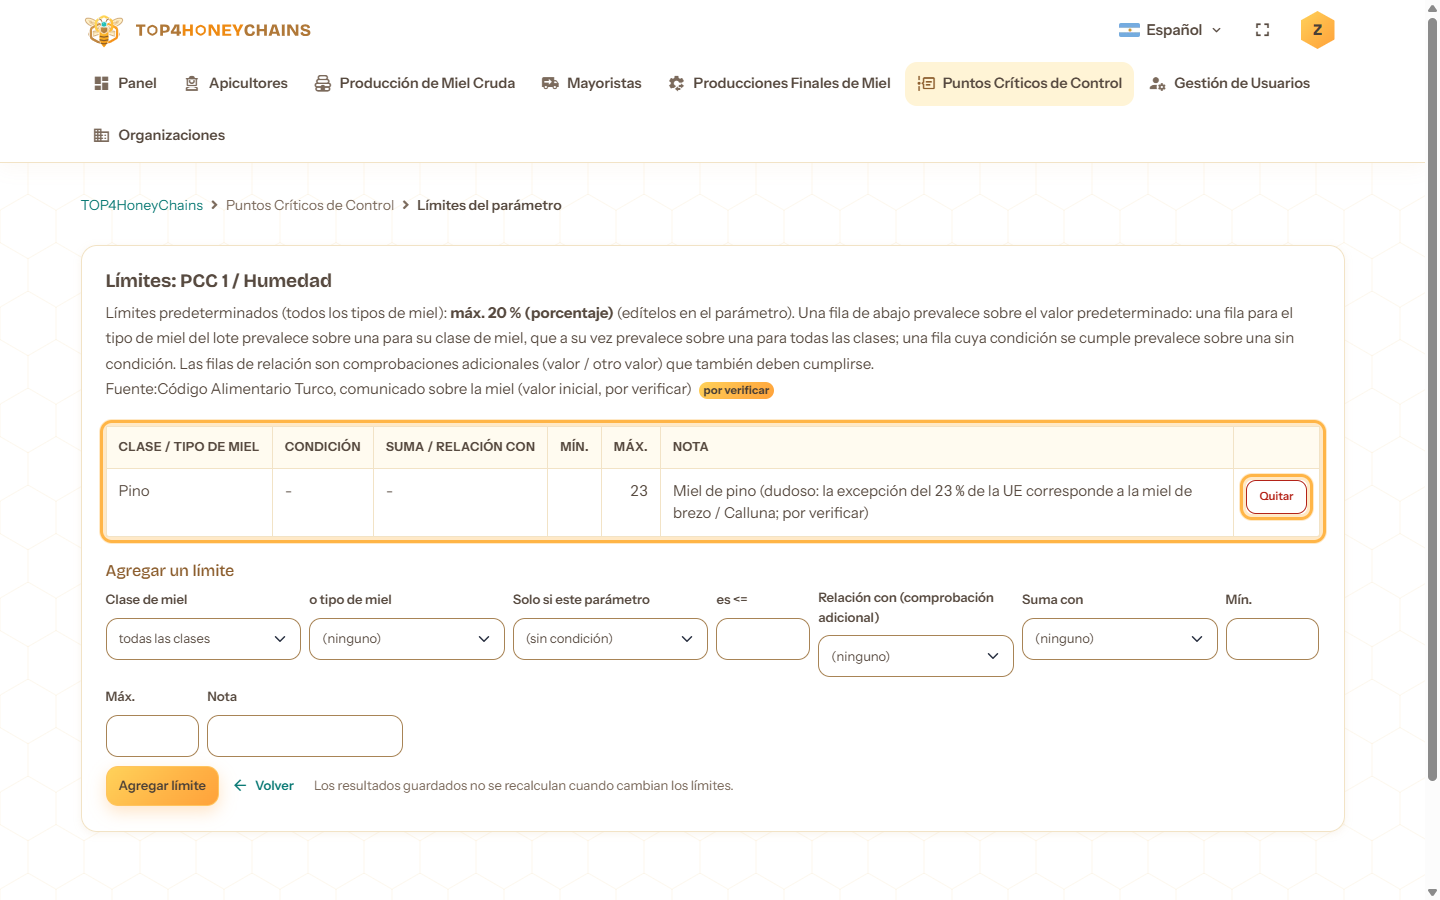 TOP4HONEYCHAINS
Español
Z
Panel
Apicultores
Producción de Miel Cruda
Mayoristas
Producciones Finales de Miel
Puntos Críticos de Control
Gestión de Usuarios
Organizaciones
TOP4HoneyChains > Puntos Críticos de Control > Límites del parámetro
Límites: PCC 1 / Humedad
Límites predeterminados (todos los tipos de miel): máx. 20 % (porcentaje) (edítelos en el parámetro). Una fila de abajo prevalece sobre el valor predeterminado: una fila para el
tipo de miel del lote prevalece sobre una para su clase de miel, que a su vez prevalece sobre una para todas las clases; una fila cuya condición se cumple prevalece sobre una sin
condición. Las filas de relación son comprobaciones adicionales (valor / otro valor) que también deben cumplirse.
Fuente:Código Alimentario Turco, comunicado sobre la miel (valor inicial, por verificar) por verificar
CLASE / TIPO DE MIEL CONDICIÓN SUMA / RELACIÓN CON MÍN. MÁX. NOTA
Pino - - 23 Miel de pino (dudoso: la excepción del 23 % de la UE corresponde a la miel de
brezo / Calluna; por verificar)
Quitar
Agregar un límite
Clase de miel
todas las clases
o tipo de miel
(ninguno)
Solo si este parámetro
(sin condición)
es <=
Relación con (comprobación
adicional)
(ninguno)
Suma con
(ninguno)
Mín.
Máx.
Nota
Agregar límite
Volver
Los resultados guardados no se recalculan cuando cambian los límites.